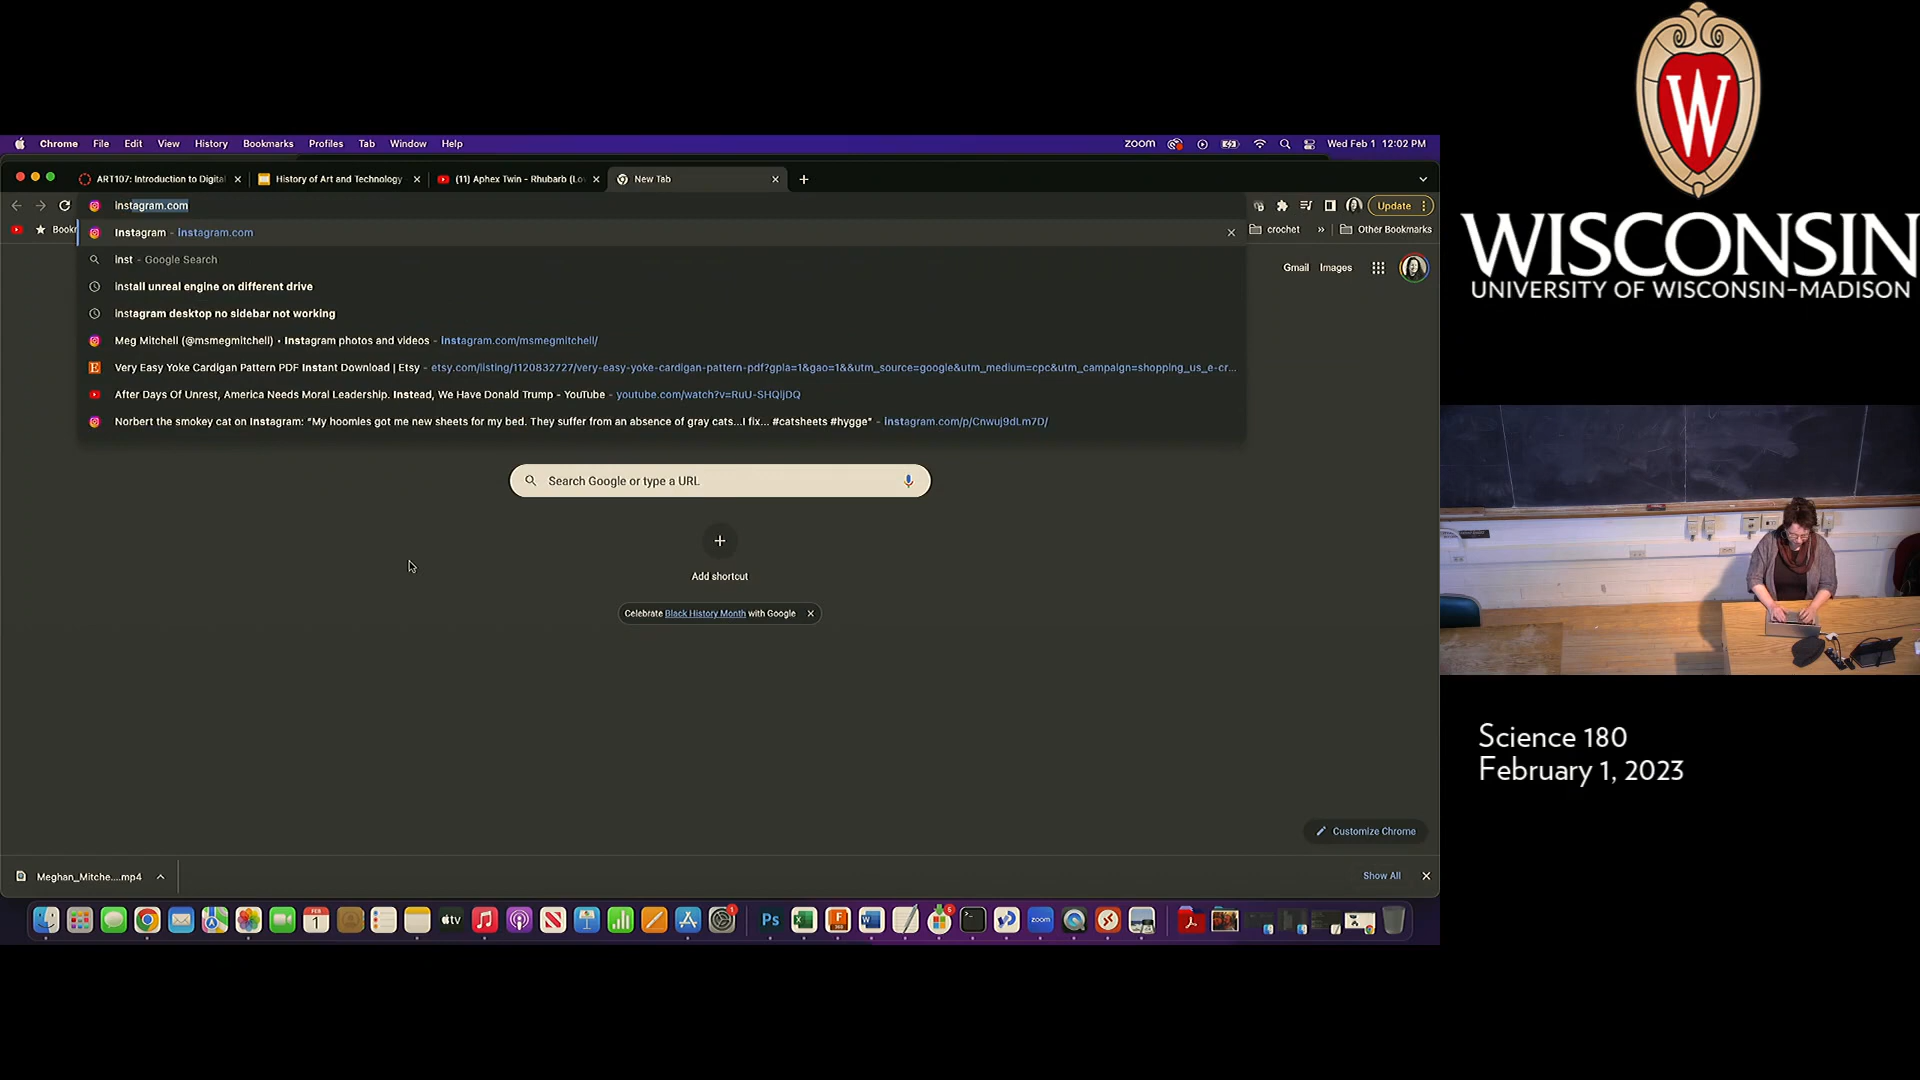 Chrome File Edit View History Bookmarks Profiles Tab Window Help
zoom Wed Feb 1 12:02 PM
ART107: Introduction to Digital
History of Art and Technology
(11) Aphex Twin - Rhubarb (Lo
New Tab
instagram.com
Update
Bookr
Instagram - instagram.com
crochet
Other Bookmarks
inst - Google Search
Gmail Images
install unreal engine on different drive
instagram desktop no sidebar not working
Meg Mitchell (@msmegmitchell) • Instagram photos and videos - instagram.com/msmegmitchell/
Very Easy Yoke Cardigan Pattern PDF Instant Download | Etsy - etsy.com/listing/1120832727/very-easy-yoke-cardigan-pattern-pdf?gpla=1&gao=1&&utm_source=google&utm_medium=cpc&utm_campaign=shopping_us_e-cr...
After Days Of Unrest, America Needs Moral Leadership. Instead, We Have Donald Trump - YouTube - youtube.com/watch?v=RuU-SHQIjDQ
Norbert the smokey cat on Instagram: “My hoomies got me new sheets for my bed. They suffer from an absence of gray cats...I fix... #catsheets #hygge” - instagram.com/p/Cnwuj9dLm7D/
Search Google or type a URL
Add shortcut
Celebrate Black History Month with Google
Customize Chrome
Meghan_Mitche....mp4
Show All
FEB
1
tv
Ps
zoom
W
WISCONSIN
UNIVERSITY OF WISCONSIN–MADISON
Science 180
February 1, 2023